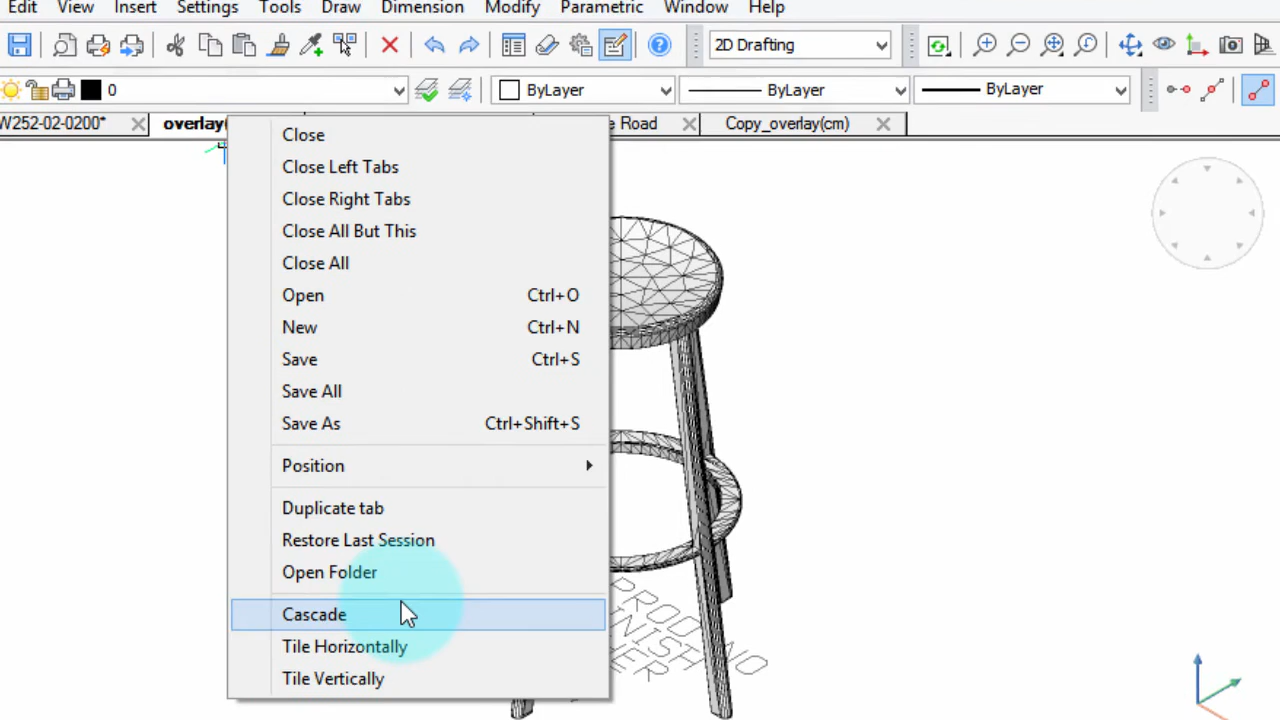 Edit View Insert Settings Tools Draw Dimension Modify Parametric Window Help
2D Drafting
0 ByLayer ByLayer ByLayer
W252-02-0200* overlay( Road Copy_overlay(cm)
Close
Close Left Tabs
Close Right Tabs
Close All But This
Close All
Open Ctrl+O
New Ctrl+N
Save Ctrl+S
Save All
Save As Ctrl+Shift+S
Position
Duplicate tab
Restore Last Session
Open Folder
Cascade
Tile Horizontally
Tile Vertically